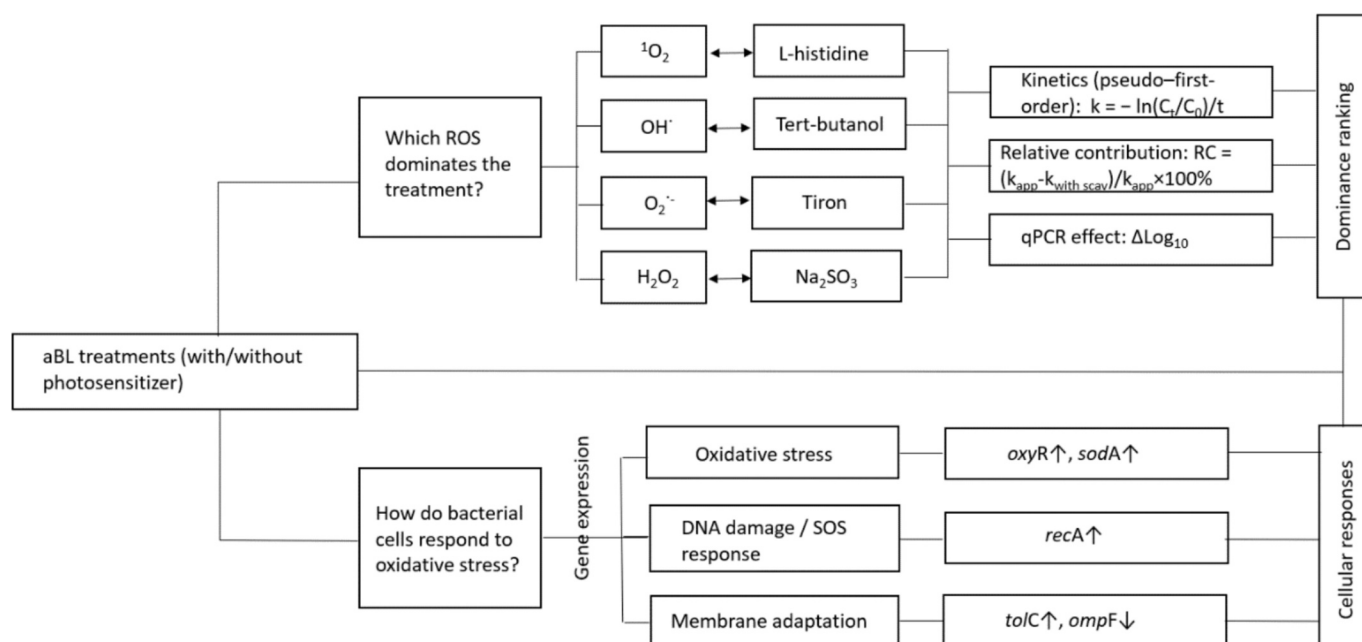 Which ROS
dominates the
treatment?
¹O₂
L-histidine
OH˙
Tert-butanol
O₂˙⁻
Tiron
H₂O₂
Na₂SO₃
Kinetics (pseudo–first-
order): k = − ln(Cₜ/C₀)/t
Relative contribution: RC =
(k_app-k_with scav)/k_app×100%
qPCR effect: ΔLog₁₀
Dominance ranking
aBL treatments (with/without
photosensitizer)
How do bacterial
cells respond to
oxidative stress?
Gene expression
Oxidative stress
oxyR↑, sodA↑
DNA damage / SOS
response
recA↑
Membrane adaptation
tolC↑, ompF↓
Cellular responses